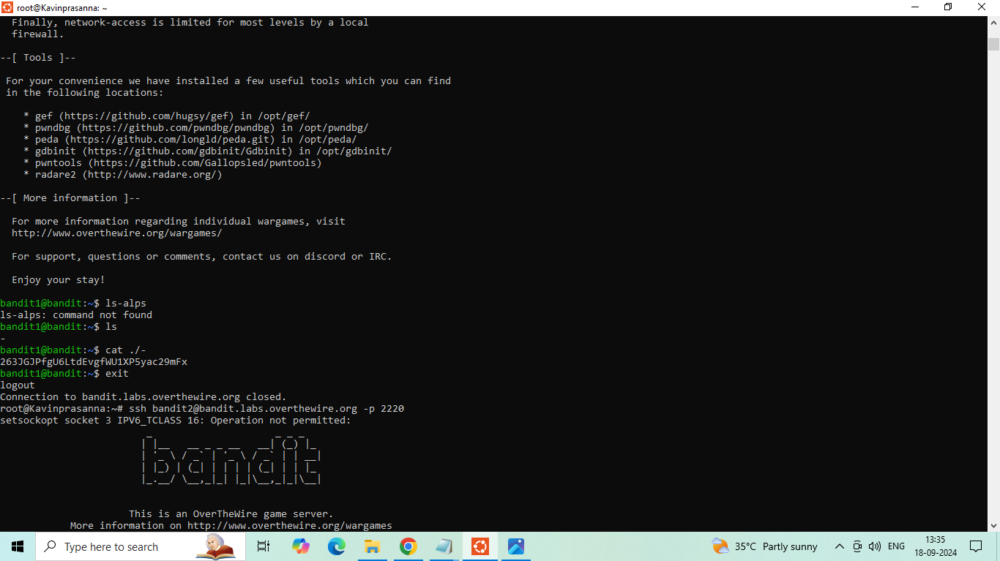 root@Kavinprasanna: ~
Finally, network-access is limited for most levels by a local
firewall.
--[ Tools ]--
For your convenience we have installed a few useful tools which you can find
in the following locations:
* gef (https://github.com/hugsy/gef) in /opt/gef/
* pwndbg (https://github.com/pwndbg/pwndbg) in /opt/pwndbg/
* peda (https://github.com/longld/peda.git) in /opt/peda/
* gdbinit (https://github.com/gdbinit/Gdbinit) in /opt/gdbinit/
* pwntools (https://github.com/Gallopsled/pwntools)
* radare2 (http://www.radare.org/)
--[ More information ]--
For more information regarding individual wargames, visit
http://www.overthewire.org/wargames/
For support, questions or comments, contact us on discord or IRC.
Enjoy your stay!
bandit1@bandit:~$ ls-alps
ls-alps: command not found
bandit1@bandit:~$ ls
-
bandit1@bandit:~$ cat ./-
263JGJPfgU6LtdEvgfWU1XP5yac29mFx
bandit1@bandit:~$ exit
logout
Connection to bandit.labs.overthewire.org closed.
root@Kavinprasanna:~# ssh bandit2@bandit.labs.overthewire.org -p 2220
setsockopt socket 3 IPV6_TCLASS 16: Operation not permitted:
bandit
This is an OverTheWire game server.
More information on http://www.overthewire.org/wargames
Type here to search
35°C Partly sunny
ENG
13:35
18-09-2024